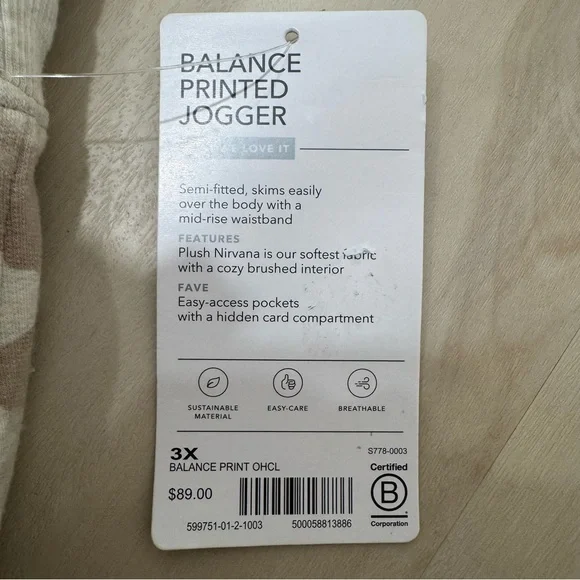 BALANCE
PRINTED
JOGGER
LOVE IT
Semi-fitted, skims easily
over the body with a
mid-rise waistband
FEATURES
Plush Nirvana is our softest fabric
with a cozy brushed interior
FAVE
Easy-access pockets
with a hidden card compartment
SUSTAINABLE
MATERIAL
EASY-CARE
BREATHABLE
3X
S778-0003
BALANCE PRINT OHCL
$89.00
599751-01-2-1003
500058813886
Certified
B
Corporation